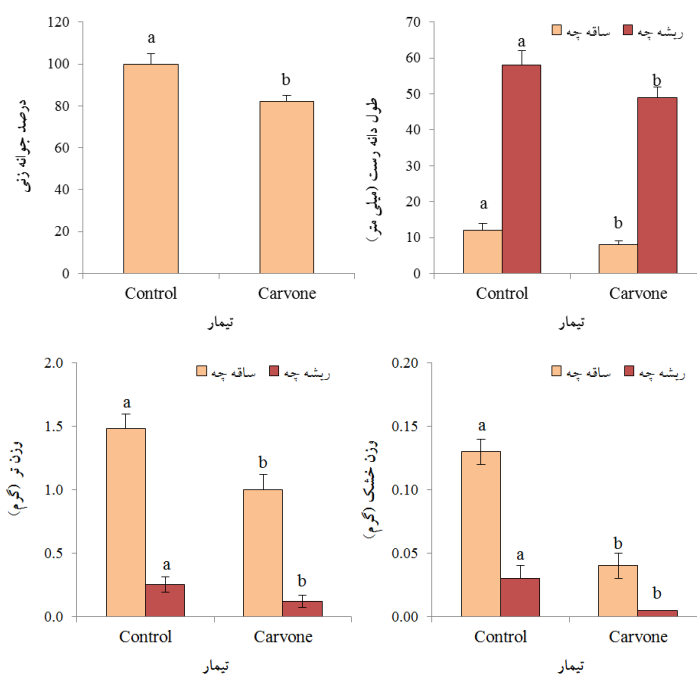 120
100
80
60
40
20
0
درصد جوانه زنی
a
b
Control
Carvone
تیمار
70
60
50
40
30
20
10
0
طول دانه رست (میلی متر)
ساقه چه
ریشه چه
a
a
b
b
Control
Carvone
تیمار
2.0
1.5
1.0
0.5
0.0
وزن تر (گرم)
ساقه چه
ریشه چه
a
a
b
b
Control
Carvone
تیمار
0.20
0.15
0.10
0.05
0.00
وزن خشک (گرم)
ساقه چه
ریشه چه
a
a
b
b
Control
Carvone
تیمار